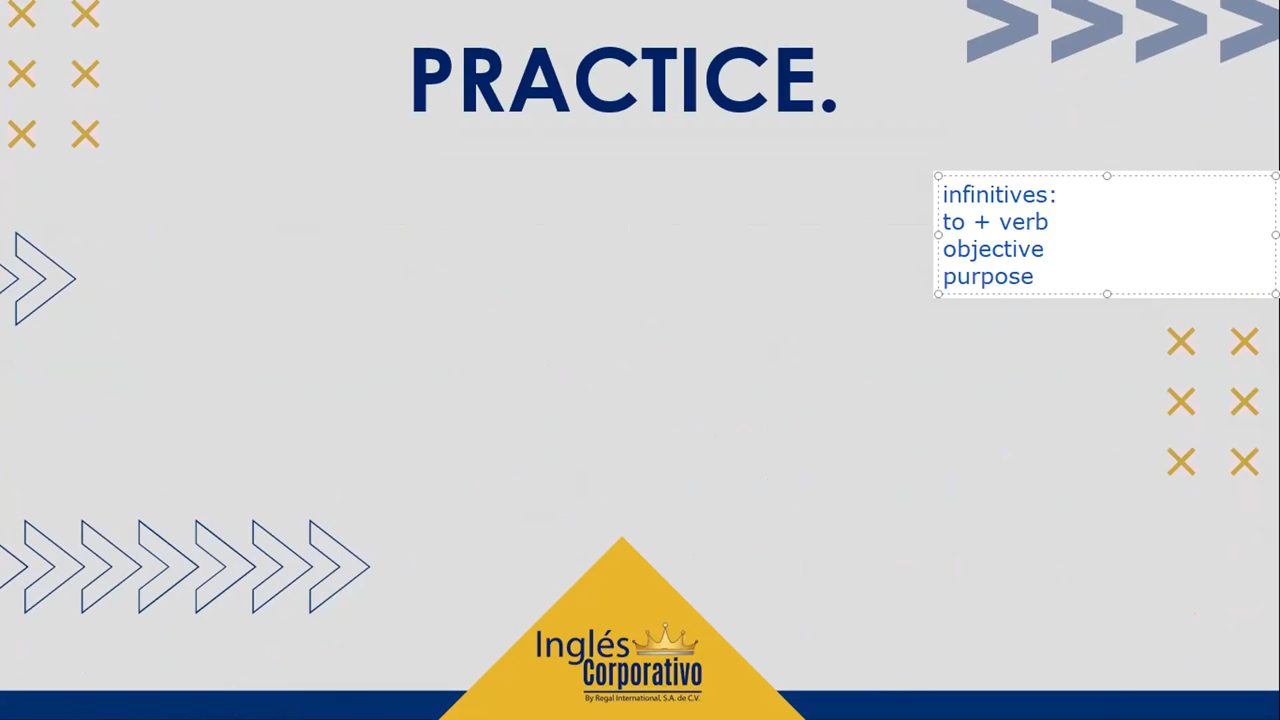 PRACTICE.
infinitives:
to + verb
objective
purpose
Inglés
Corporativo
By Regal International, S.A. de C.V.